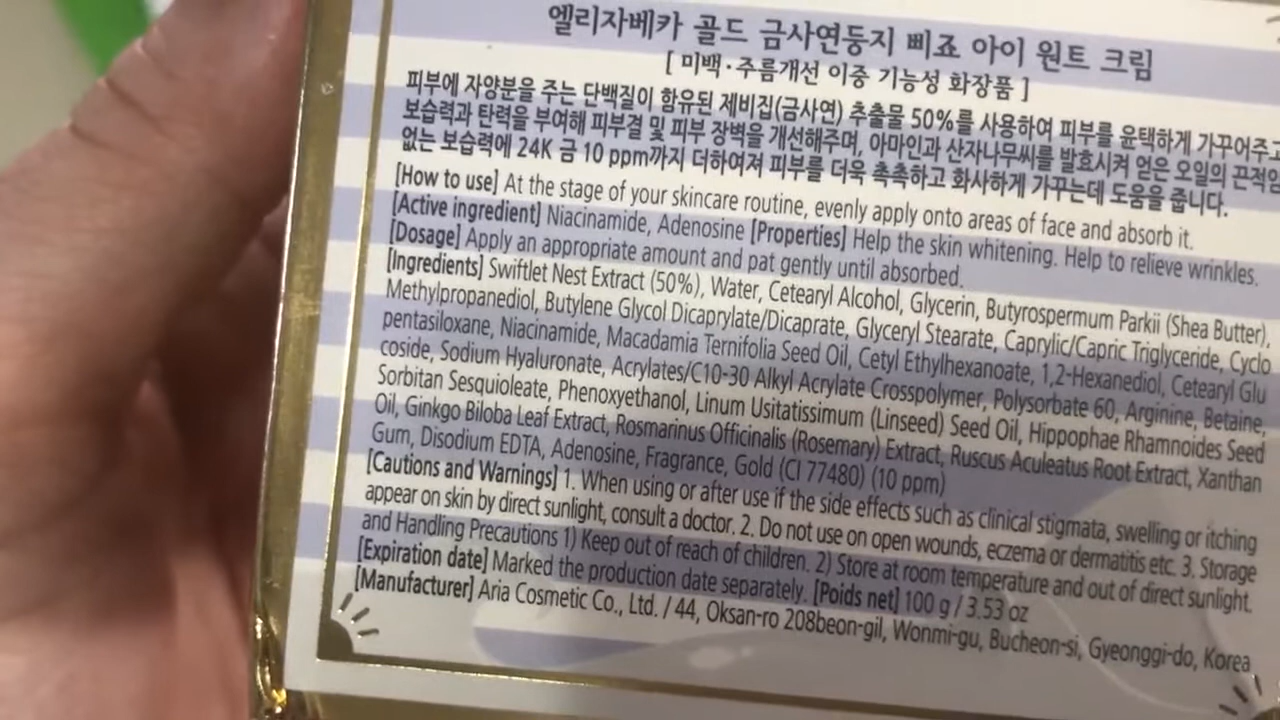 엘리자베카 골드 금사연둥지 삐죠 아이 원트 크림
[ 미백·주름개선 이중 기능성 화장품 ]
피부에 자양분을 주는 단백질이 함유된 제비집(금사연) 추출물 50%를 사용하여 피부를 윤택하게 가꾸어주고
보습력과 탄력을 부여해 피부결 및 피부 장벽을 개선해주며, 아마인과 산자나무씨를 발효시켜 얻은 오일의 끈적임
없는 보습력에 24K 금 10 ppm까지 더하여져 피부를 더욱 촉촉하고 화사하게 가꾸는데 도움을 줍니다.
[How to use] At the stage of your skincare routine, evenly apply onto areas of face and absorb it.
[Active ingredient] Niacinamide, Adenosine [Properties] Help the skin whitening. Help to relieve wrinkles.
[Dosage] Apply an appropriate amount and pat gently until absorbed.
[Ingredients] Swiftlet Nest Extract (50%), Water, Cetearyl Alcohol, Glycerin, Butyrospermum Parkii (Shea Butter),
Methylpropanediol, Butylene Glycol Dicaprylate/Dicaprate, Glyceryl Stearate, Caprylic/Capric Triglyceride, Cyclo
pentasiloxane, Niacinamide, Macadamia Ternifolia Seed Oil, Cetyl Ethylhexanoate, 1,2-Hexanediol, Cetearyl Glu
coside, Sodium Hyaluronate, Acrylates/C10-30 Alkyl Acrylate Crosspolymer, Polysorbate 60, Arginine, Betaine,
Sorbitan Sesquioleate, Phenoxyethanol, Linum Usitatissimum (Linseed) Seed Oil, Hippophae Rhamnoides Seed
Oil, Ginkgo Biloba Leaf Extract, Rosmarinus Officinalis (Rosemary) Extract, Ruscus Aculeatus Root Extract, Xanthan
Gum, Disodium EDTA, Adenosine, Fragrance, Gold (CI 77480) (10 ppm)
[Cautions and Warnings] 1. When using or after use if the side effects such as clinical stigmata, swelling or itching
appear on skin by direct sunlight, consult a doctor. 2. Do not use on open wounds, eczema or dermatitis etc. 3. Storage
and Handling Precautions 1) Keep out of reach of children. 2) Store at room temperature and out of direct sunlight.
[Expiration date] Marked the production date separately. [Poids net] 100 g / 3.53 oz
[Manufacturer] Aria Cosmetic Co., Ltd. / 44, Oksan-ro 208beon-gil, Wonmi-gu, Bucheon-si, Gyeonggi-do, Korea